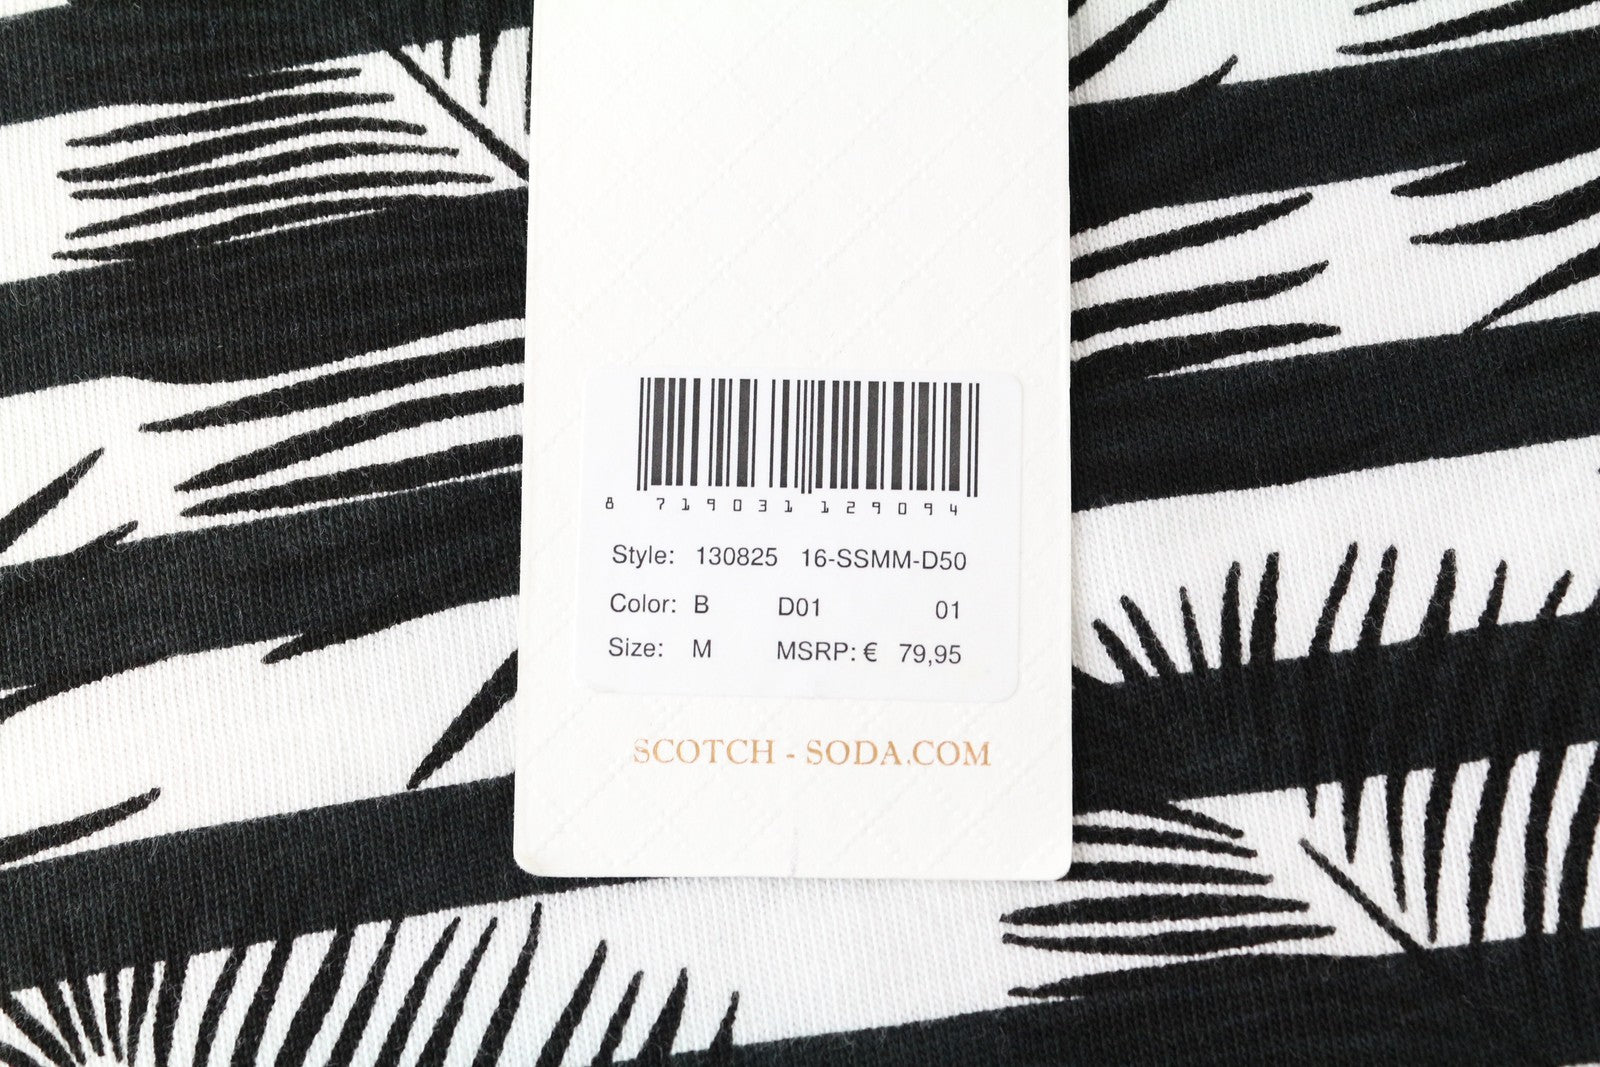 8 719031 129094
Style: 130825 16-SSMM-D50
Color: B D01 01
Size: M MSRP: € 79,95
SCOTCH - SODA.COM